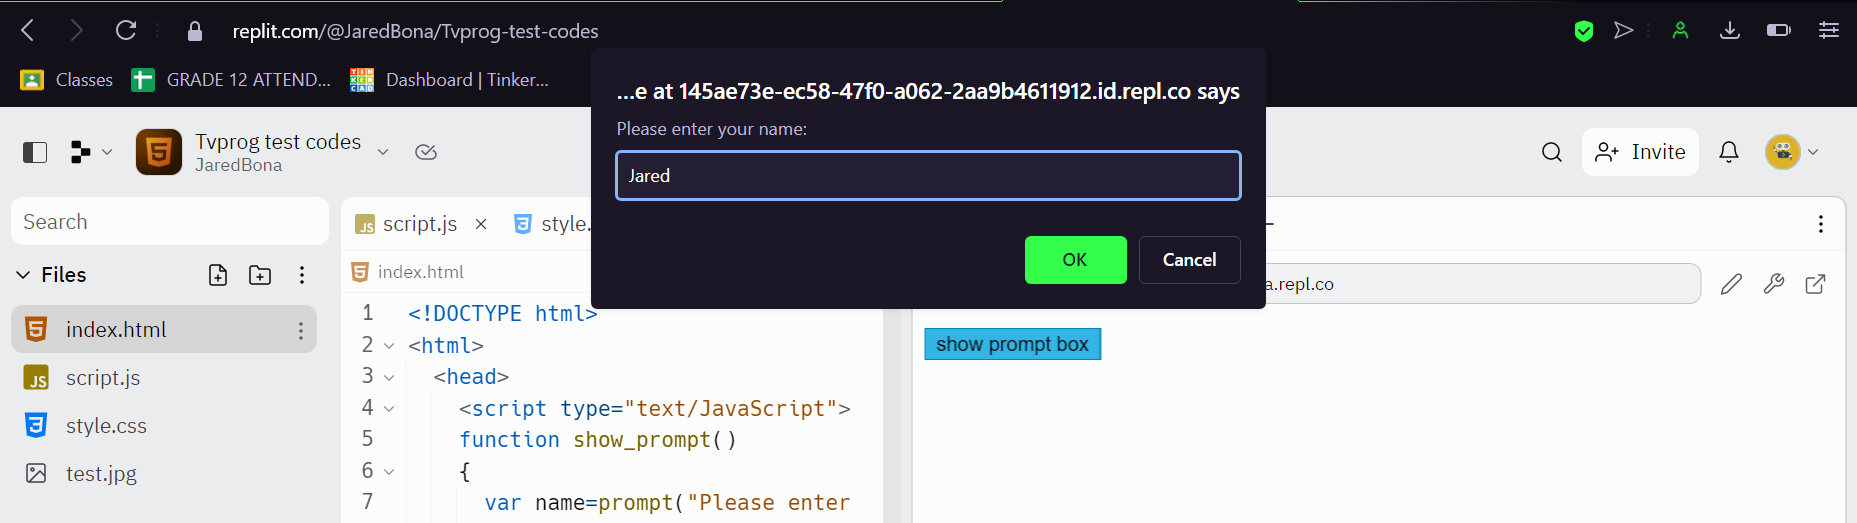 replit.com/@JaredBona/Tvprog-test-codes
Classes
GRADE 12 ATTEND...
Dashboard | Tinker...
...e at 145ae73e-ec58-47f0-a062-2aa9b4611912.id.repl.co says
Please enter your name:
Jared
OK
Cancel
Tvprog test codes
JaredBona
Invite
Search
Files
index.html
script.js
style.css
test.jpg
script.js
style.
index.html
1 <!DOCTYPE html>
2 <html>
3 <head>
4 <script type="text/JavaScript">
5 function show_prompt()
6 {
7 var name=prompt("Please enter
a.repl.co
show prompt box